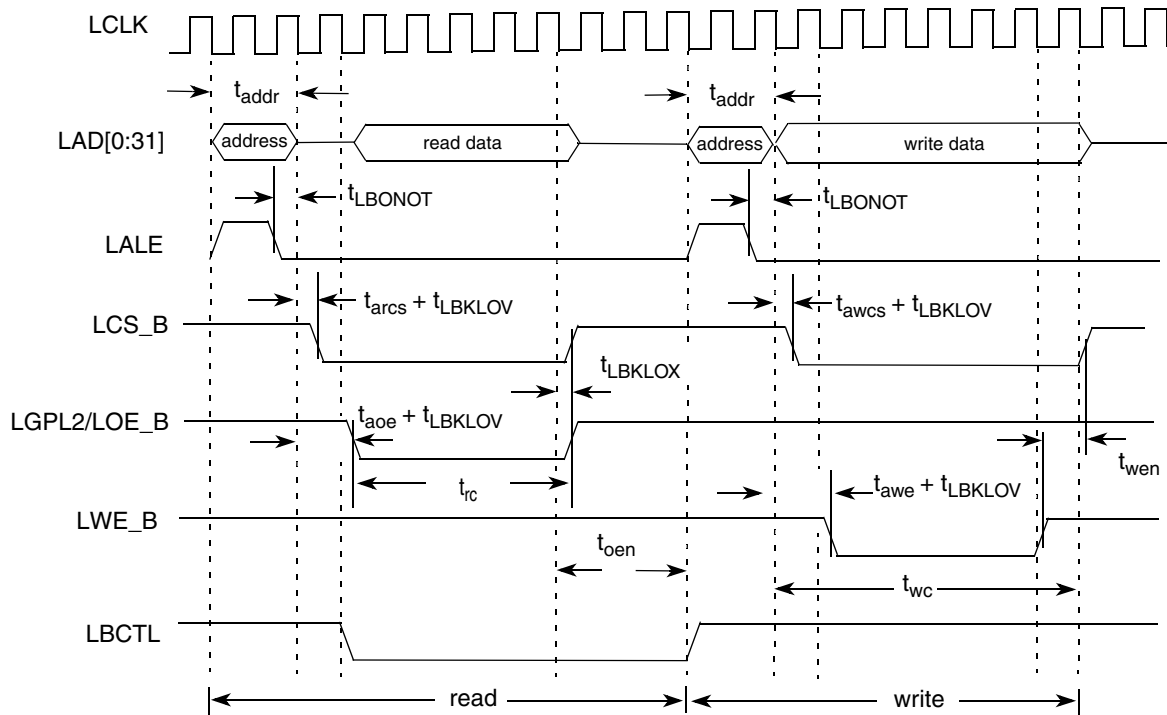 LCLK
t_addr t_addr
LAD[0:31] address read data address write data
t_LBONOT t_LBONOT
LALE
t_arcs + t_LBKLOV t_awcs + t_LBKLOV
LCS_B
t_LBKLOX
t_aoe + t_LBKLOV
LGPL2/LOE_B
t_wen
t_rc t_awe + t_LBKLOV
LWE_B
t_oen
t_wc
LBCTL
read write